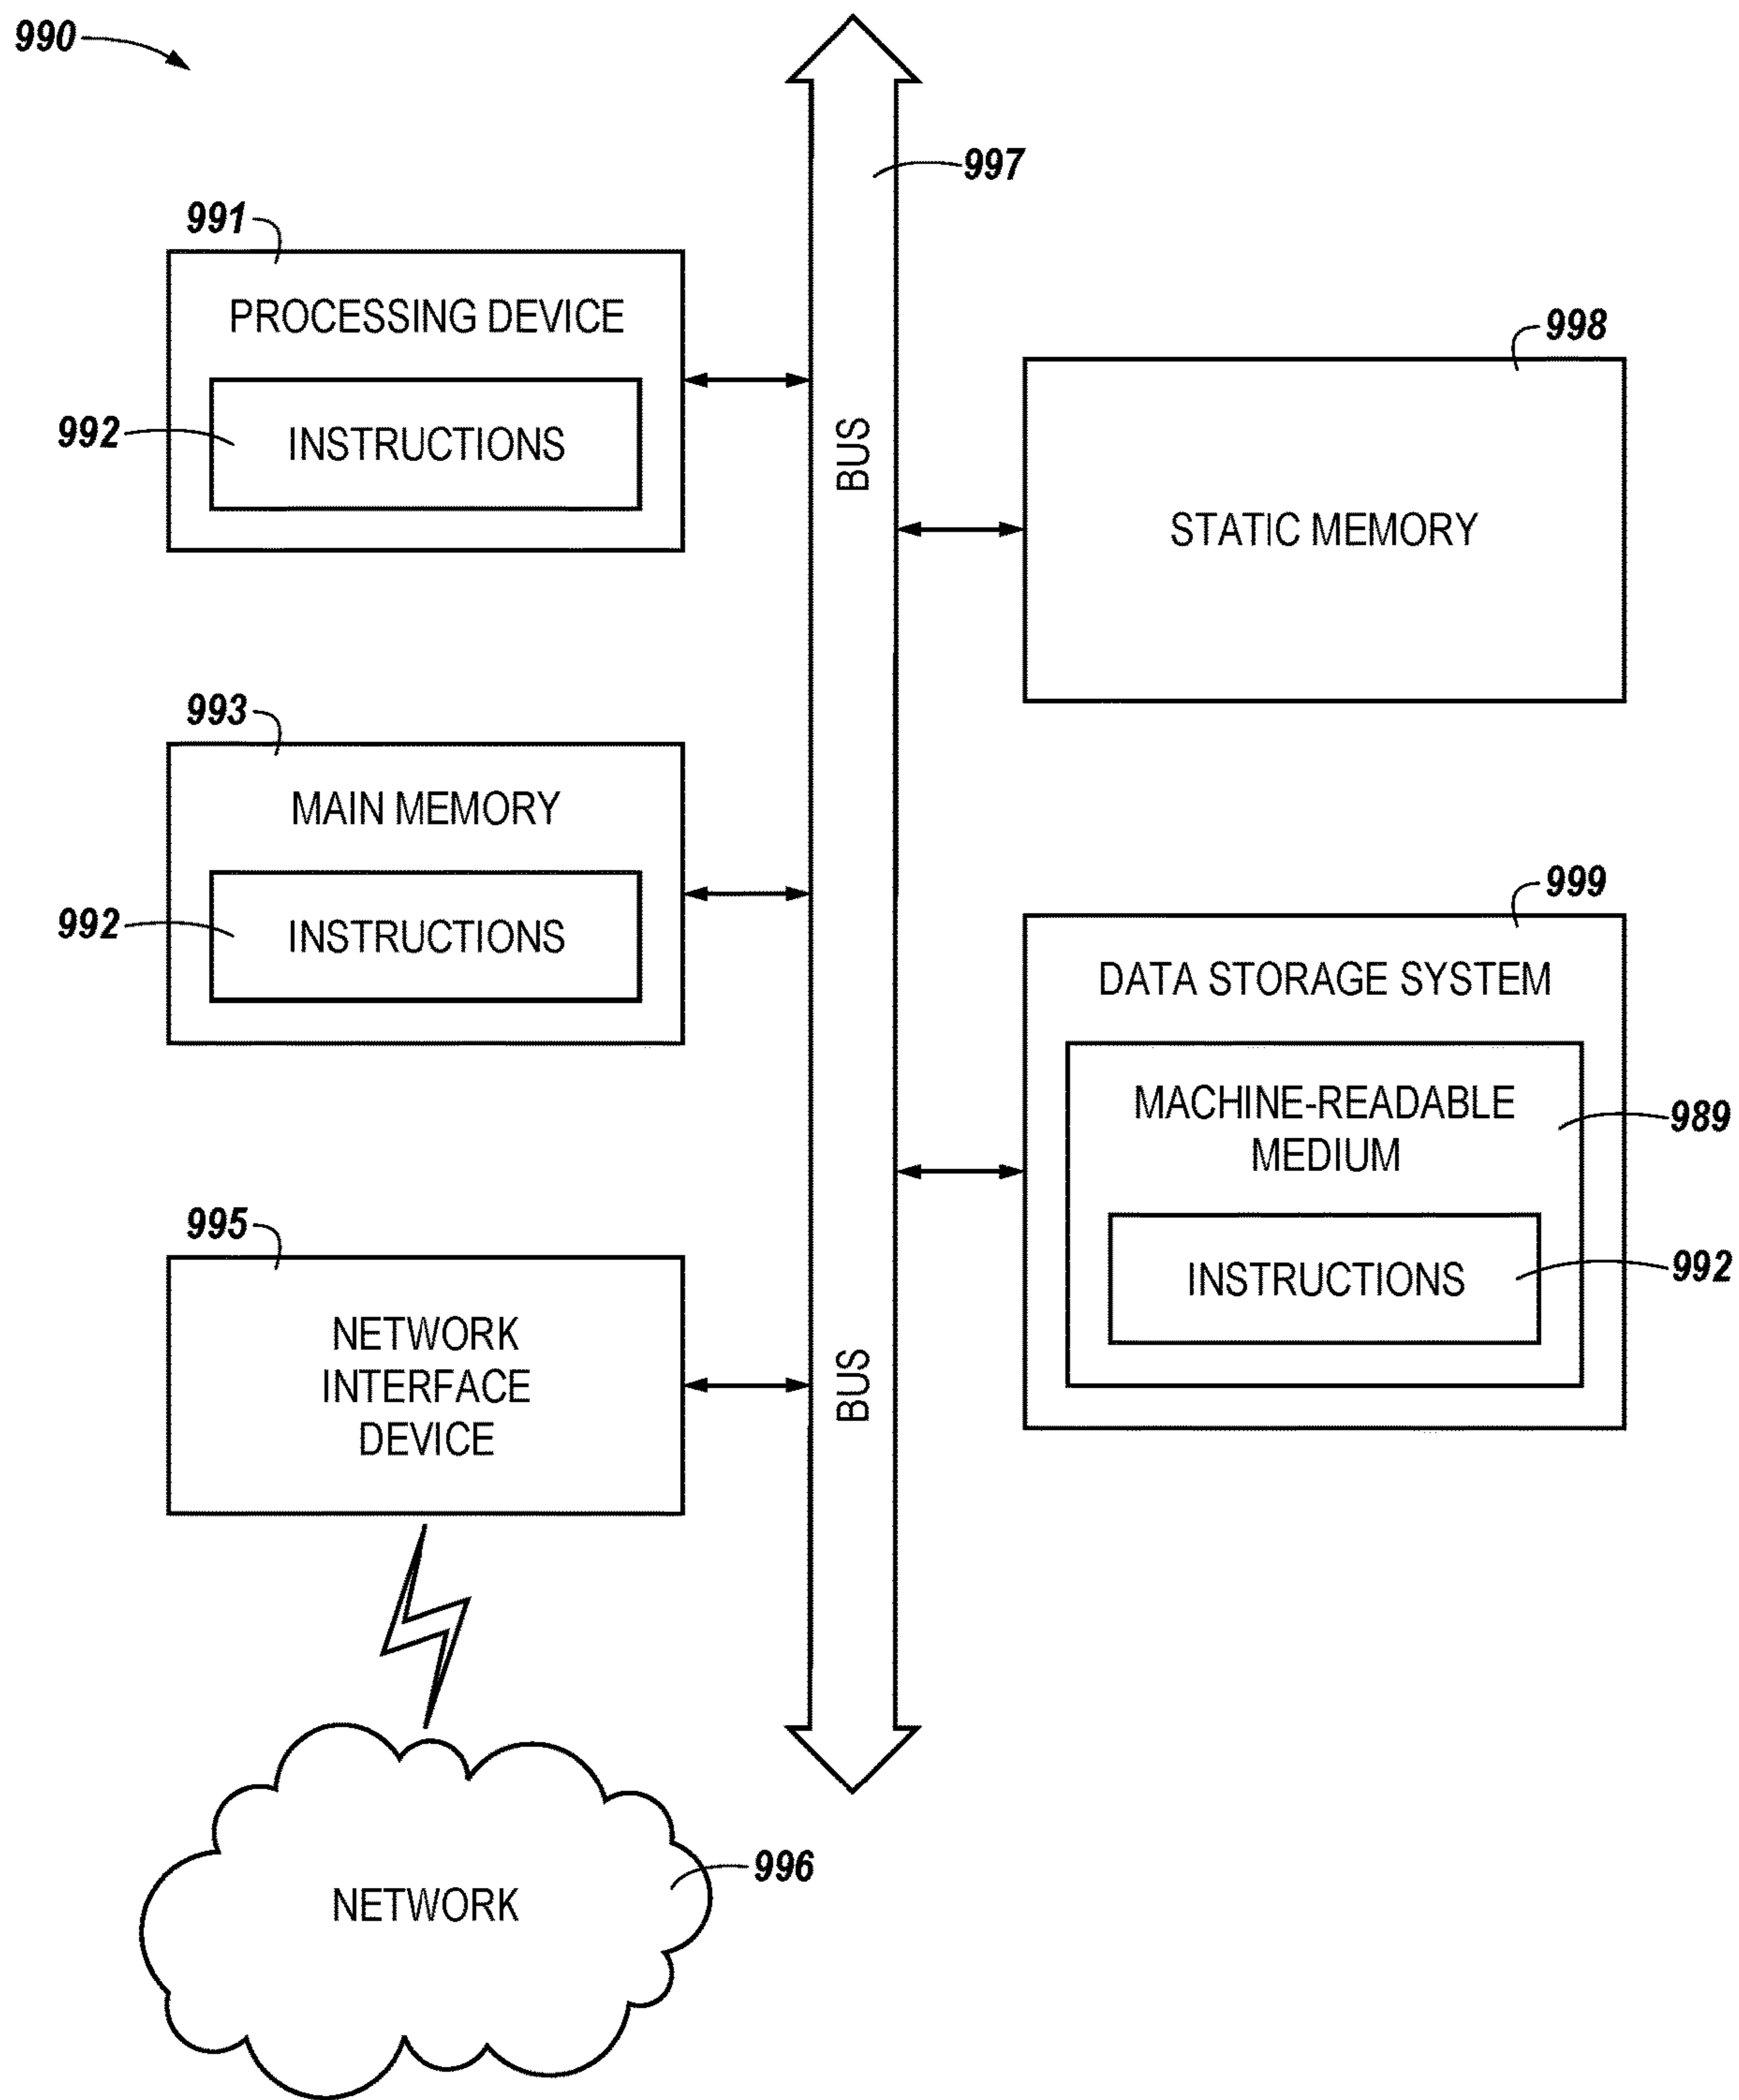 990
997
991
PROCESSING DEVICE
992
INSTRUCTIONS
BUS
998
STATIC MEMORY
993
MAIN MEMORY
992
INSTRUCTIONS
999
DATA STORAGE SYSTEM
MACHINE-READABLE
MEDIUM
989
INSTRUCTIONS
992
995
NETWORK
INTERFACE
DEVICE
BUS
996
NETWORK